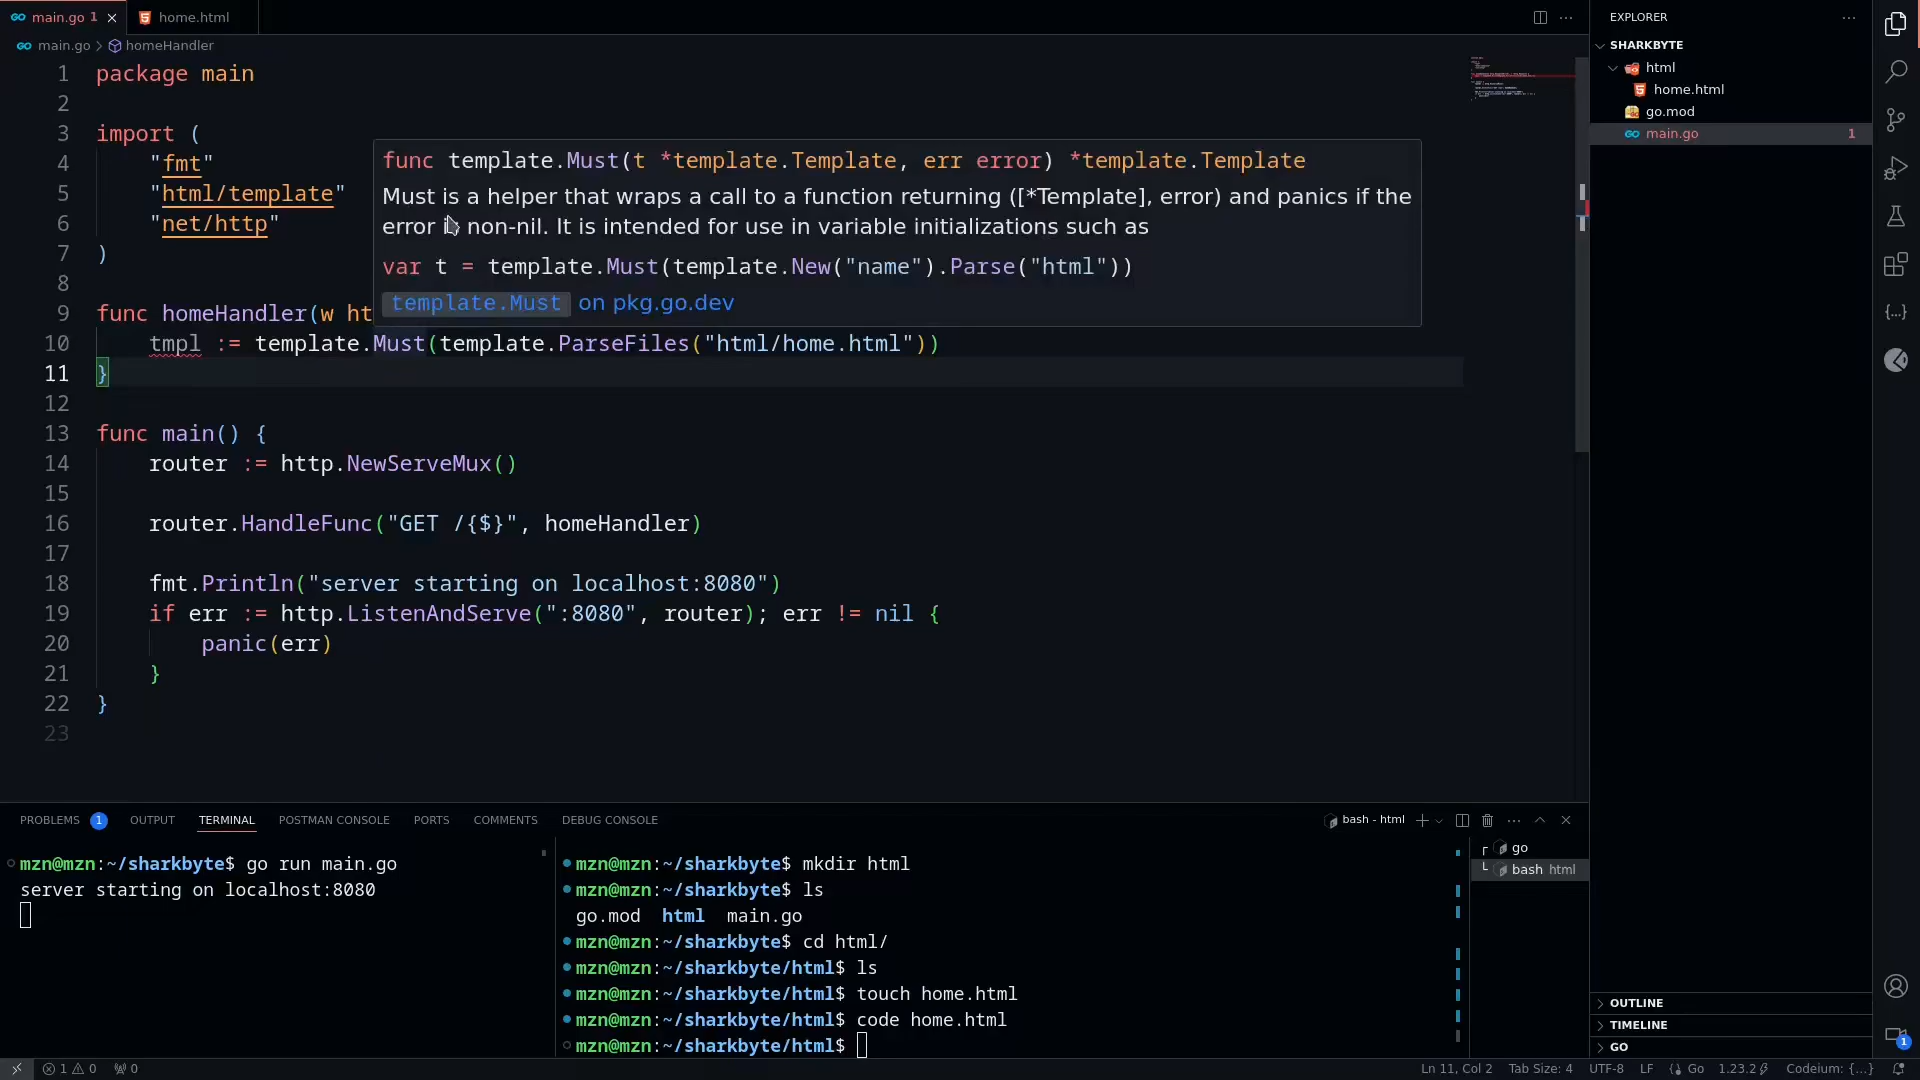 main.go 1
home.html
main.go > homeHandler
1 package main
2
3 import (
4 "fmt"
5 "html/template"
6 "net/http"
7 )
8
9 func homeHandler(w ht
10 tmpl := template.Must(template.ParseFiles("html/home.html"))
11 }
12
13 func main() {
14 router := http.NewServeMux()
15
16 router.HandleFunc("GET /{$}", homeHandler)
17
18 fmt.Println("server starting on localhost:8080")
19 if err := http.ListenAndServe(":8080", router); err != nil {
20 panic(err)
21 }
22 }
23
func template.Must(t *template.Template, err error) *template.Template
Must is a helper that wraps a call to a function returning ([*Template], error) and panics if the
error is non-nil. It is intended for use in variable initializations such as
var t = template.Must(template.New("name").Parse("html"))
template.Must on pkg.go.dev
EXPLORER
SHARKBYTE
html
home.html
go.mod
main.go 1
OUTLINE
TIMELINE
GO
PROBLEMS 1
OUTPUT
TERMINAL
POSTMAN CONSOLE
PORTS
COMMENTS
DEBUG CONSOLE
bash - html
mzn@mzn:~/sharkbyte$ go run main.go
server starting on localhost:8080
mzn@mzn:~/sharkbyte$ mkdir html
mzn@mzn:~/sharkbyte$ ls
go.mod html main.go
mzn@mzn:~/sharkbyte$ cd html/
mzn@mzn:~/sharkbyte/html$ ls
mzn@mzn:~/sharkbyte/html$ touch home.html
mzn@mzn:~/sharkbyte/html$ code home.html
mzn@mzn:~/sharkbyte/html$
go
bash html
1
1 0
0
Ln 11, Col 2
Tab Size: 4
UTF-8
LF
Go
1.23.2
Codeium: {...}